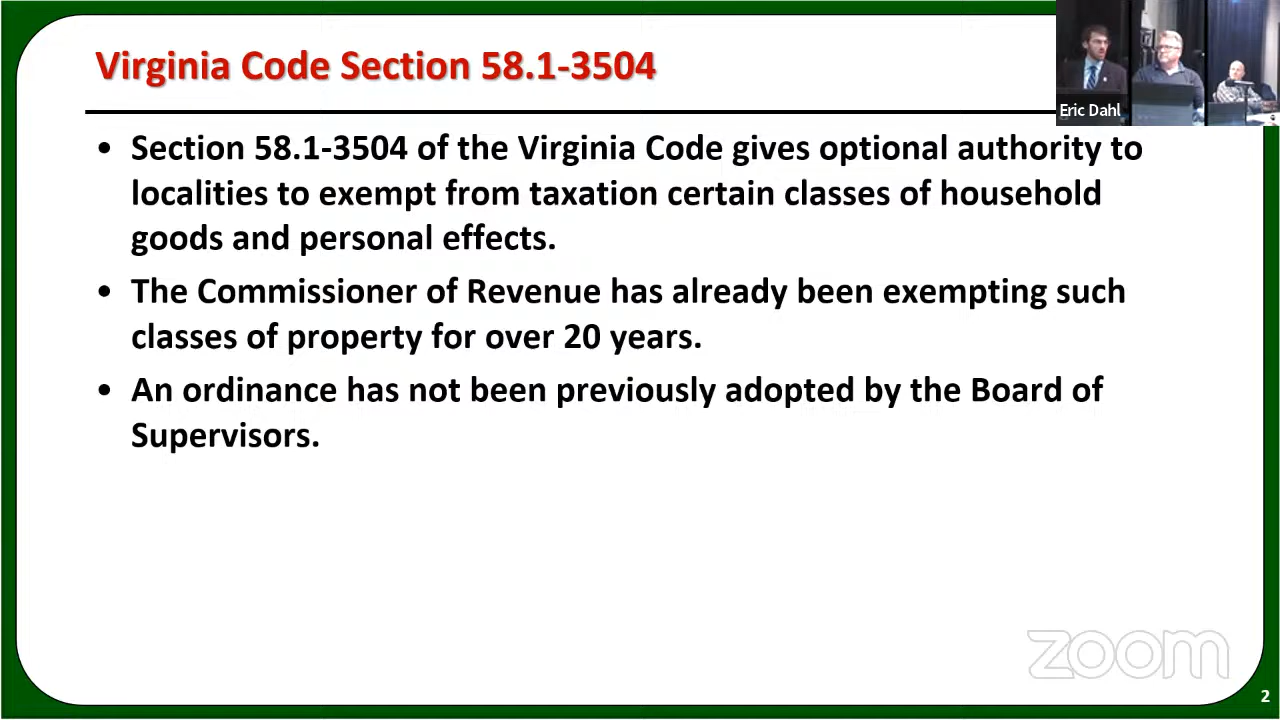 Virginia Code Section 58.1-3504
Eric Dahl
• Section 58.1-3504 of the Virginia Code gives optional authority to
localities to exempt from taxation certain classes of household
goods and personal effects.
• The Commissioner of Revenue has already been exempting such
classes of property for over 20 years.
• An ordinance has not been previously adopted by the Board of
Supervisors.
zoom
2